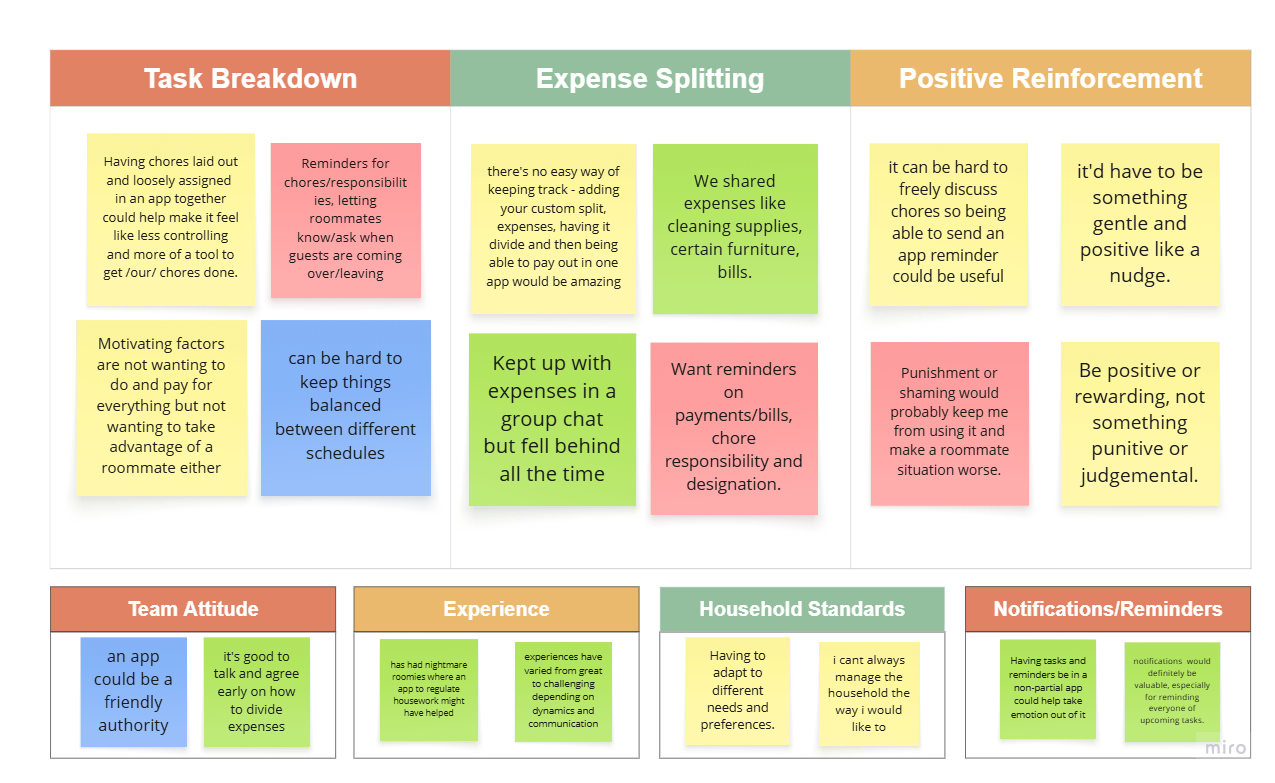 Task Breakdown
Having chores laid out
and loosely assigned
in an app together
could help make it feel
like less controlling
and more of a tool to
get /our/ chores done.
Reminders for
chores/responsibilit
ies, letting
roommates
know/ask when
guests are coming
over/leaving
Motivating factors
are not wanting to
do and pay for
everything but not
wanting to take
advantage of a
roommate either
can be hard to
keep things
balanced
between different
schedules
Expense Splitting
there's no easy way of
keeping track - adding
your custom split,
expenses, having it
divide and then being
able to pay out in one
app would be amazing
We shared
expenses like
cleaning supplies,
certain furniture,
bills.
Kept up with
expenses in a
group chat
but fell behind
all the time
Want reminders
on
payments/bills,
chore
responsibility and
designation.
Positive Reinforcement
it can be hard to
freely discuss
chores so being
able to send an
app reminder
could be useful
it'd have to be
something
gentle and
positive like a
nudge.
Punishment or
shaming would
probably keep me
from using it and
make a roommate
situation worse.
Be positive or
rewarding, not
something
punitive or
judgemental.
Team Attitude
an app
could be a
friendly
authority
it's good to
talk and agree
early on how
to divide
expenses
Experience
has had nightmare
roomies where an
app to regulate
housework might
have helped
experiences have
varied from great
to challenging
depending on
dynamics and
communication
Household Standards
Having to
adapt to
different
needs and
preferences.
i cant always
manage the
household the
way i would
like to
Notifications/Reminders
Having tasks and
reminders be in a
non-partial app
could help take
emotion out of it
notifications would
definitely be
valuable, especially
for reminding
everyone of
upcoming tasks.
miro